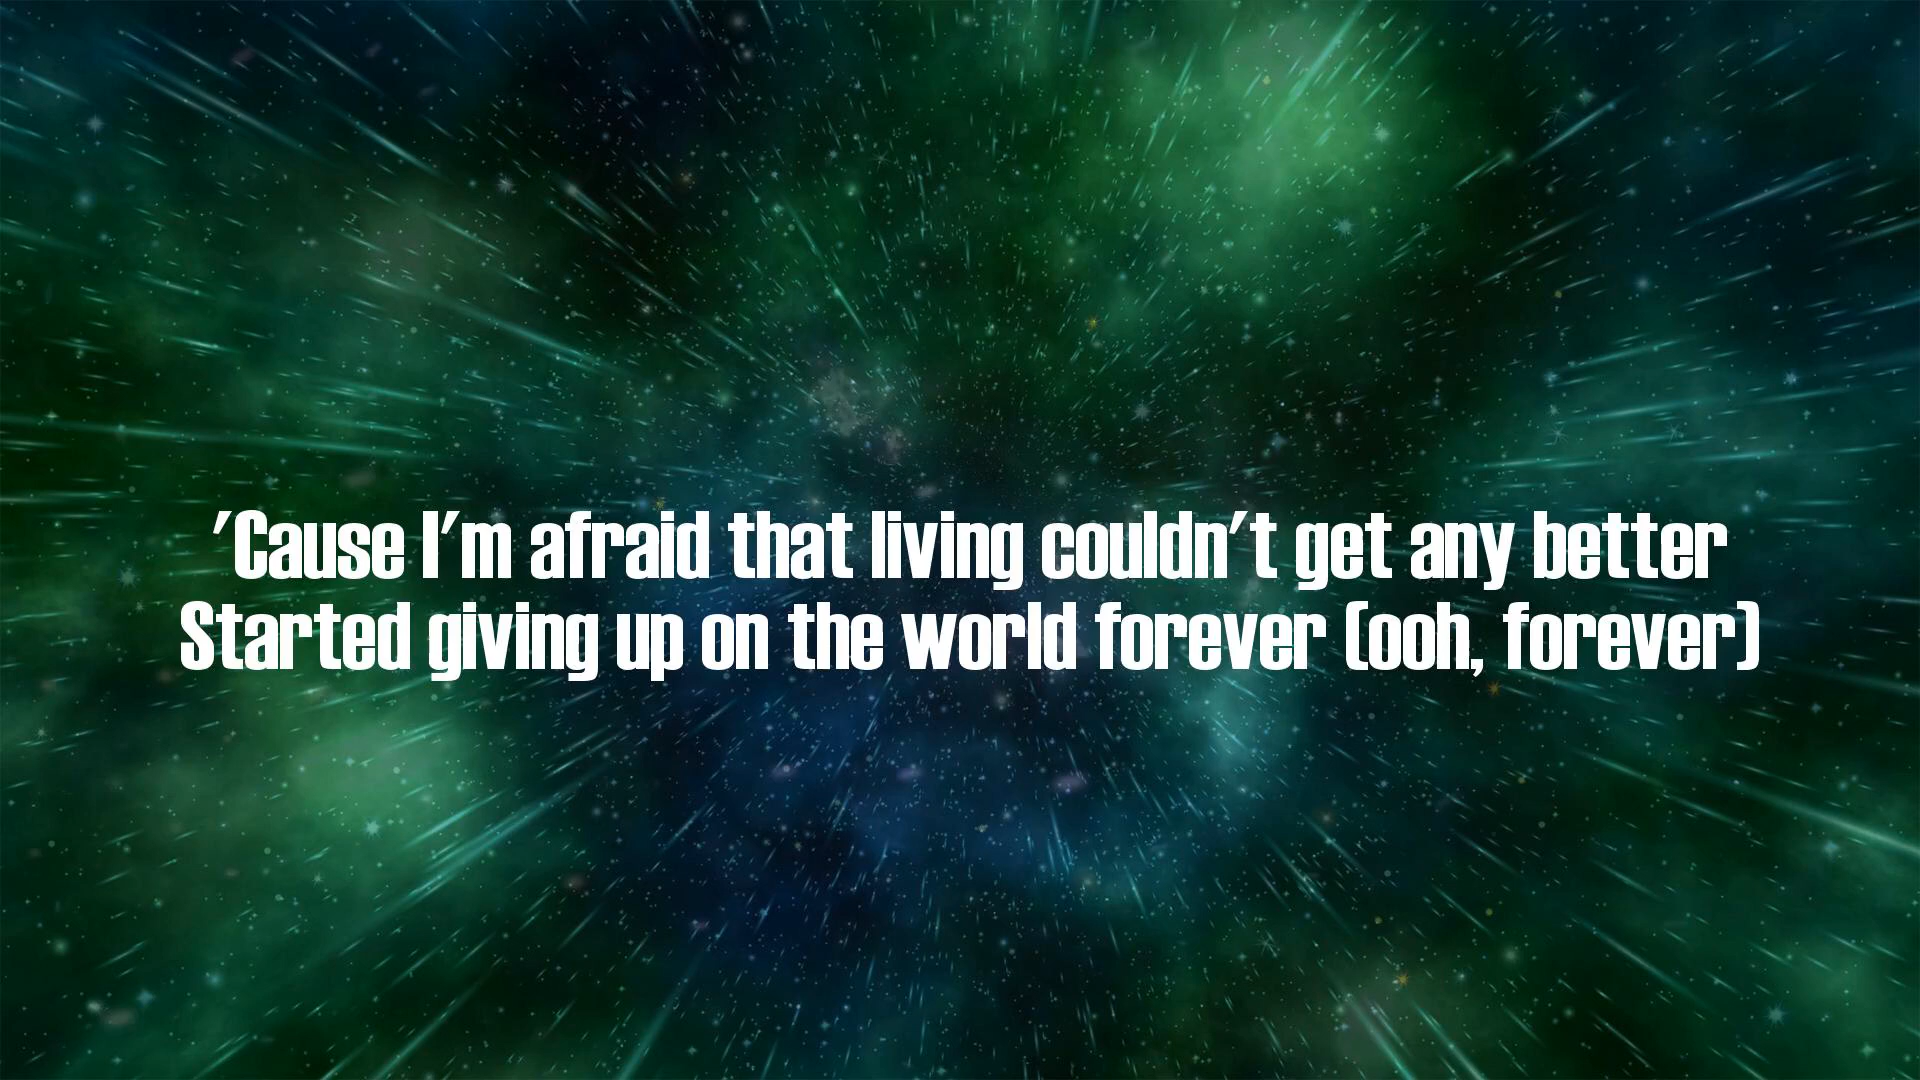 'Cause I'm afraid that living couldn't get any better
Started giving up on the world forever (ooh, forever)